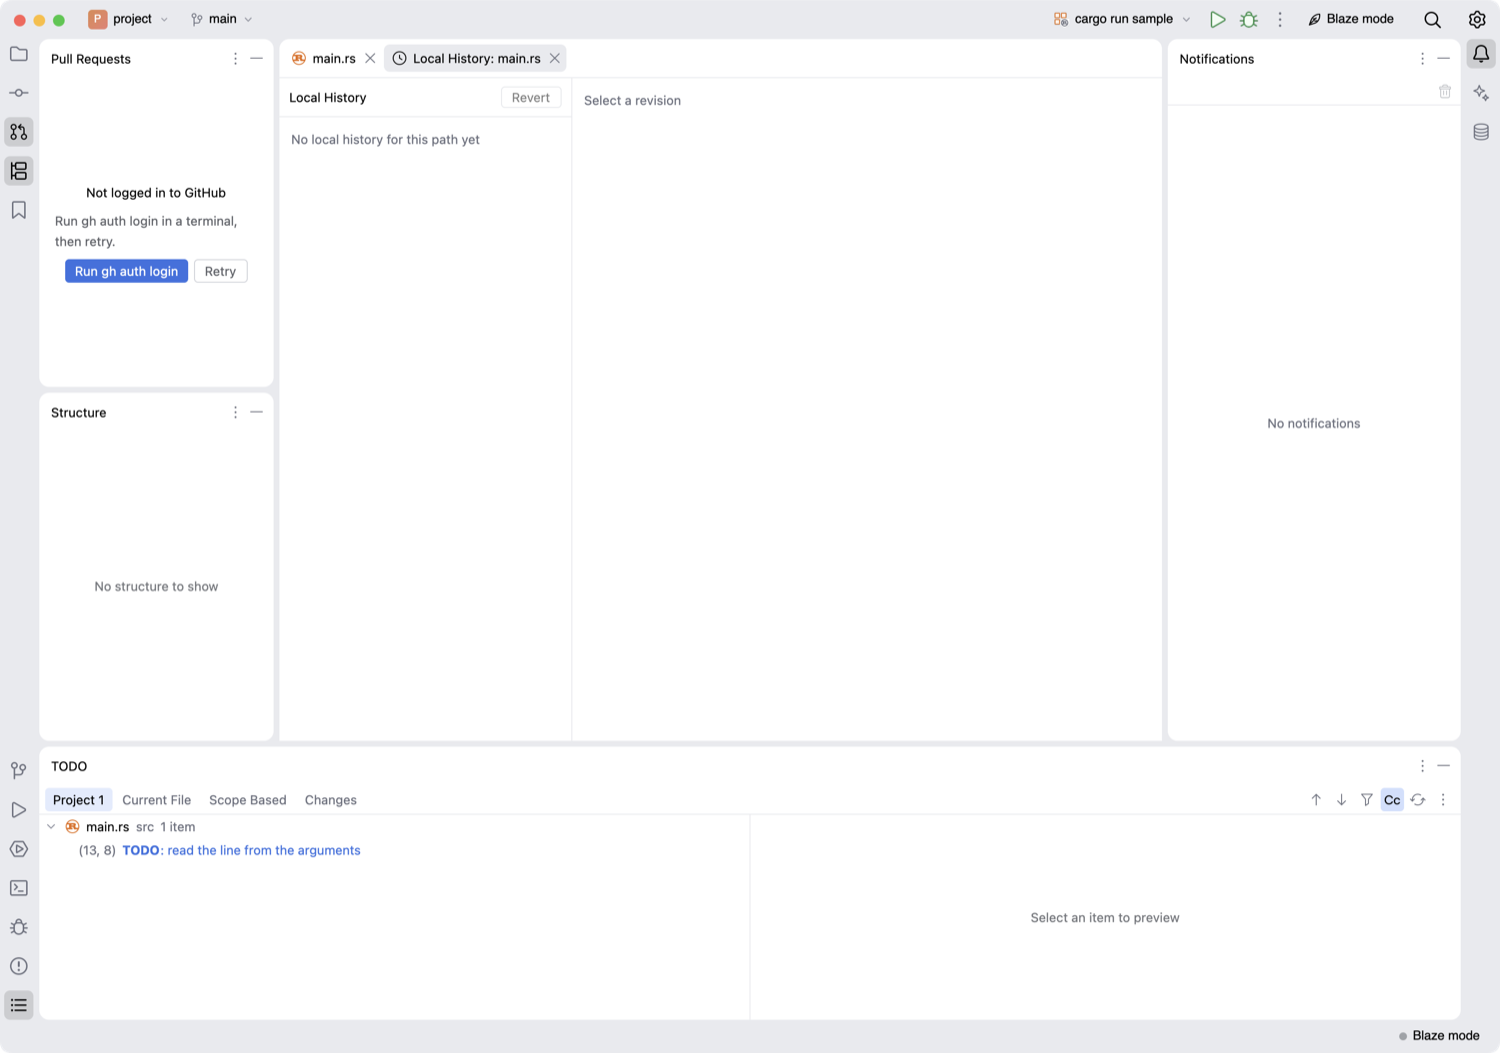 P project main cargo run sample Blaze mode
Pull Requests
Not logged in to GitHub
Run gh auth login in a terminal,
then retry.
Run gh auth login Retry
Structure
No structure to show
main.rs Local History: main.rs
Local History Revert
No local history for this path yet
Select a revision
Notifications
No notifications
TODO
Project 1 Current File Scope Based Changes Cc
main.rs src 1 item
(13, 8) TODO: read the line from the arguments
Select an item to preview
Blaze mode